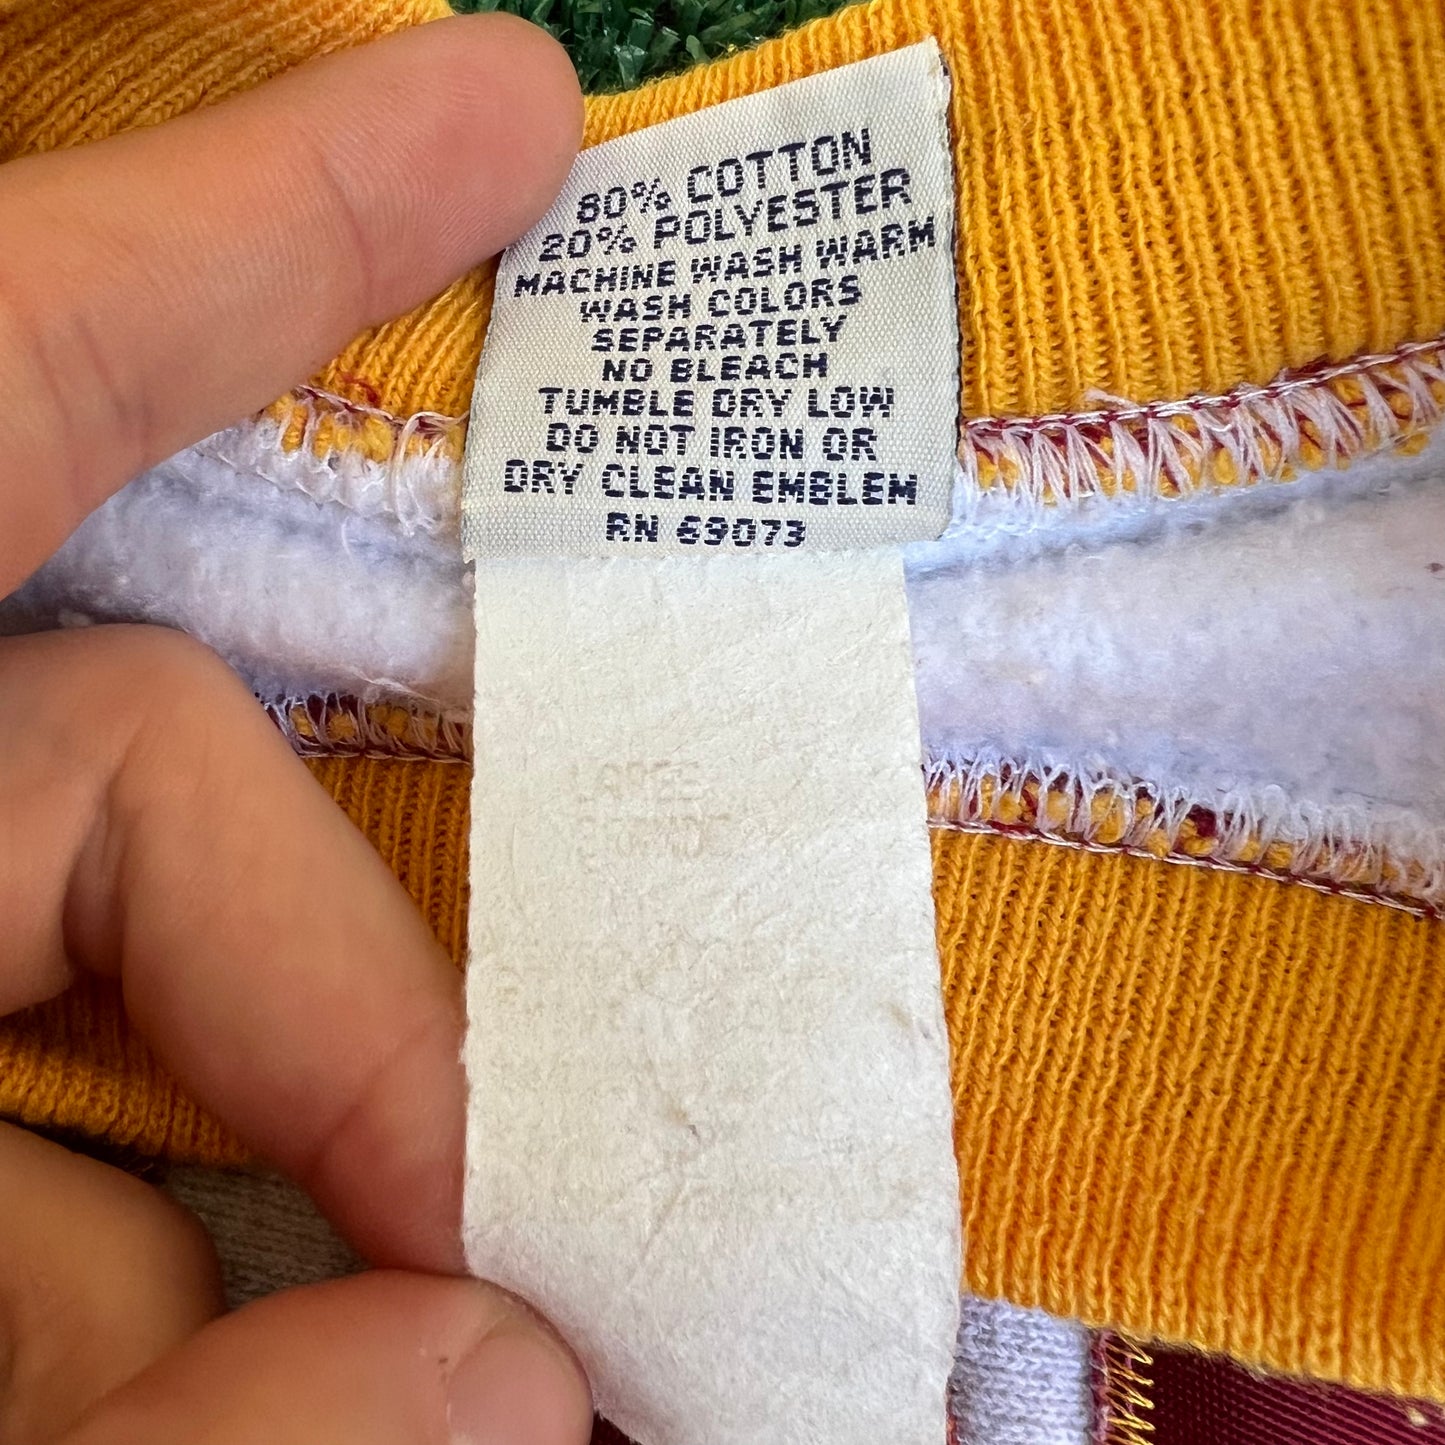 80% COTTON
20% POLYESTER
MACHINE WASH WARM
WASH COLORS
SEPARATELY
NO BLEACH
TUMBLE DRY LOW
DO NOT IRON OR
DRY CLEAN EMBLEM
RN 69073
LARGE